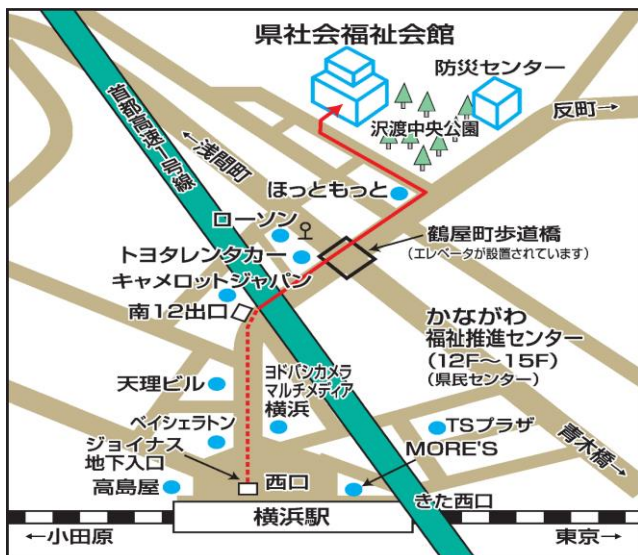 県社会福祉会館
防災センター
反町→
沢渡中央公園
首都高速1号線
←浅間町
ほっともっと
ローソン
トヨタレンタカー
キャメロットジャパン
鶴屋町歩道橋
(エレベータが設置されています)
南12出口
かながわ
福祉推進センター
(12F〜15F)
(県民センター)
天理ビル
ヨドバシカメラ
マルチメディア
横浜
ベイシェラトン
TSプラザ
青木橋→
ジョイナス
地下入口
MORE'S
高島屋
西口
きた西口
横浜駅
←小田原
東京→